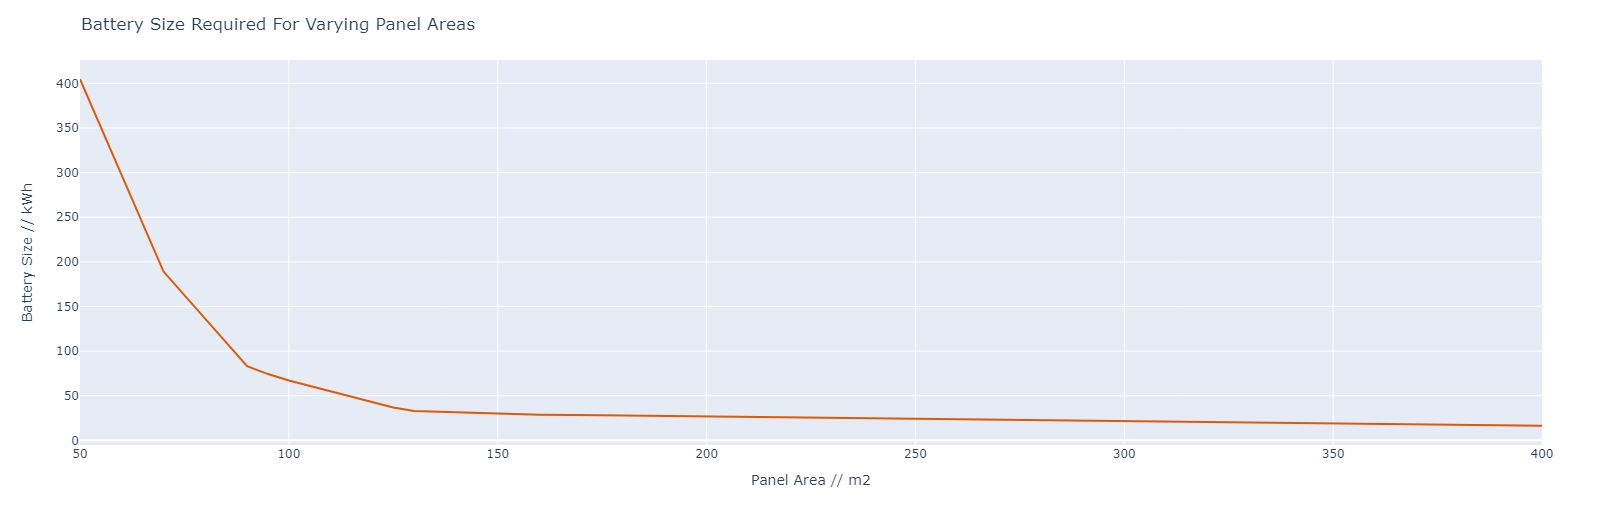 Battery Size Required For Varying Panel Areas
Battery Size // kWh
400
350
300
250
200
150
100
50
0
50 100 150 200 250 300 350 400
Panel Area // m2